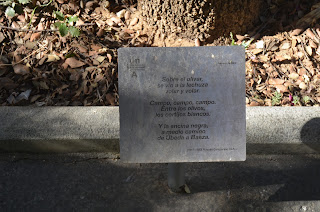 Sobre el olivar,
se vio a la lechuza
volar y volar.
Campo, campo, campo.
Entre los olivos,
los cortijos blancos.
Y la encina negra,
a medio camino
de Úbeda a Baeza.